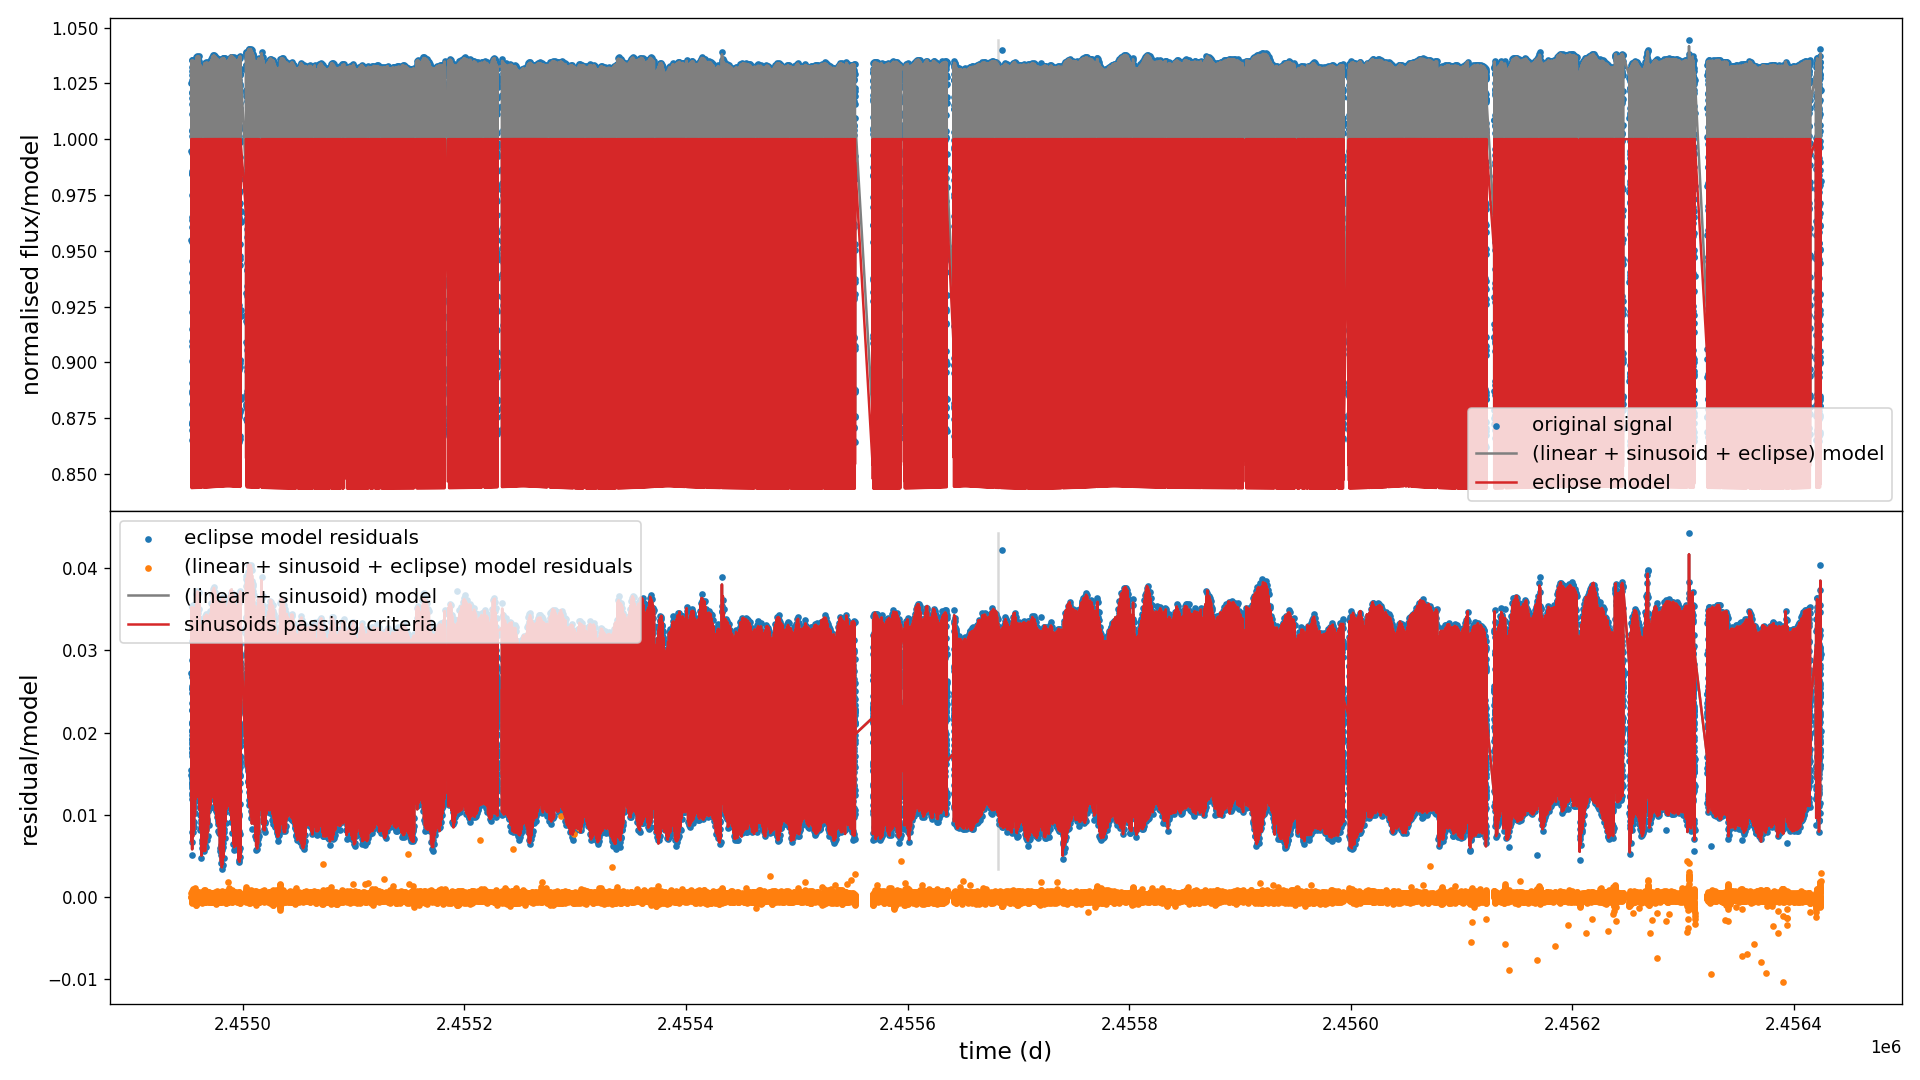 normalised flux/model
1.050
1.025
1.000
0.975
0.950
0.925
0.900
0.875
0.850
original signal
(linear + sinusoid + eclipse) model
eclipse model
residual/model
0.04
0.03
0.02
0.01
0.00
−0.01
eclipse model residuals
(linear + sinusoid + eclipse) model residuals
(linear + sinusoid) model
sinusoids passing criteria
2.4550 2.4552 2.4554 2.4556 2.4558 2.4560 2.4562 2.4564
time (d)
1e6